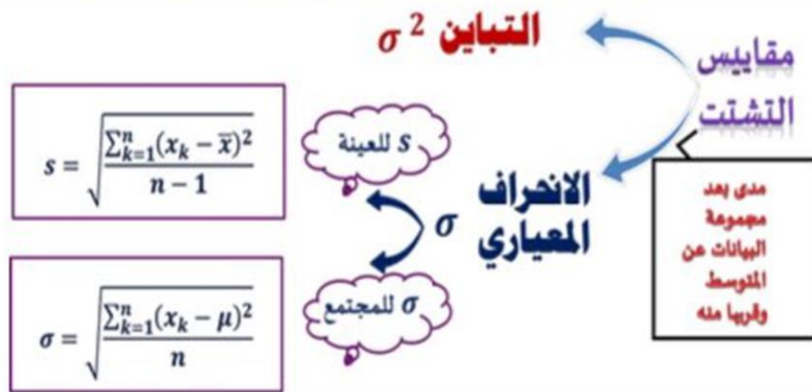 مقاييس
التشتت
التباين σ²
مدى بعد
مجموعة
البيانات عن
المتوسط
وقربها منه
الانحراف
المعياري
σ
s للعينة
s = √(∑ₖ₌₁ⁿ(xₖ − x̄)² / (n − 1))
σ للمجتمع
σ = √(∑ₖ₌₁ⁿ(xₖ − μ)² / n)